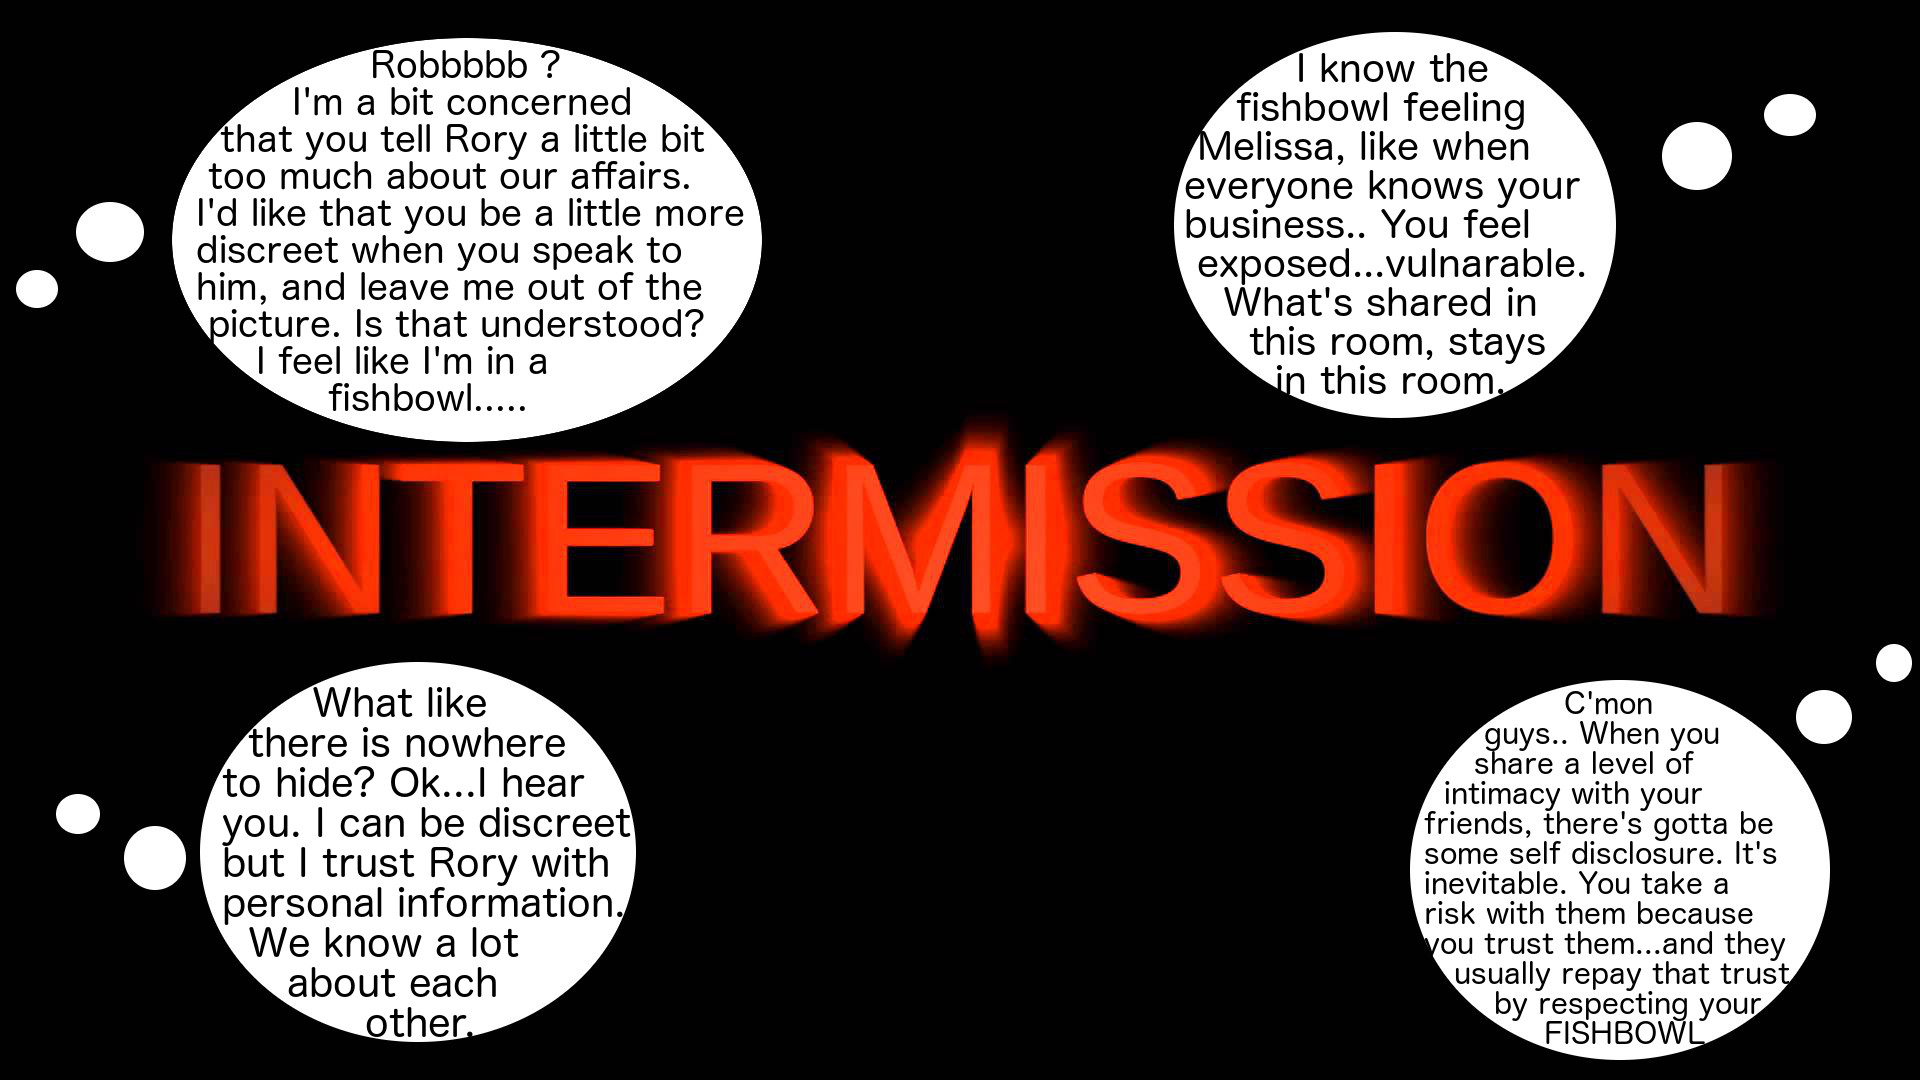 Robbbbb ?
I'm a bit concerned
that you tell Rory a little bit
too much about our affairs.
I'd like that you be a little more
discreet when you speak to
him, and leave me out of the
picture. Is that understood?
I feel like I'm in a
fishbowl.....
I know the
fishbowl feeling
Melissa, like when
everyone knows your
business.. You feel
exposed...vulnarable.
What's shared in
this room, stays
in this room.
INTERMISSION
What like
there is nowhere
to hide? Ok...I hear
you. I can be discreet
but I trust Rory with
personal information.
We know a lot
about each
other.
C'mon
guys.. When you
share a level of
intimacy with your
friends, there's gotta be
some self disclosure. It's
inevitable. You take a
risk with them because
you trust them...and they
usually repay that trust
by respecting your
FISHBOWL